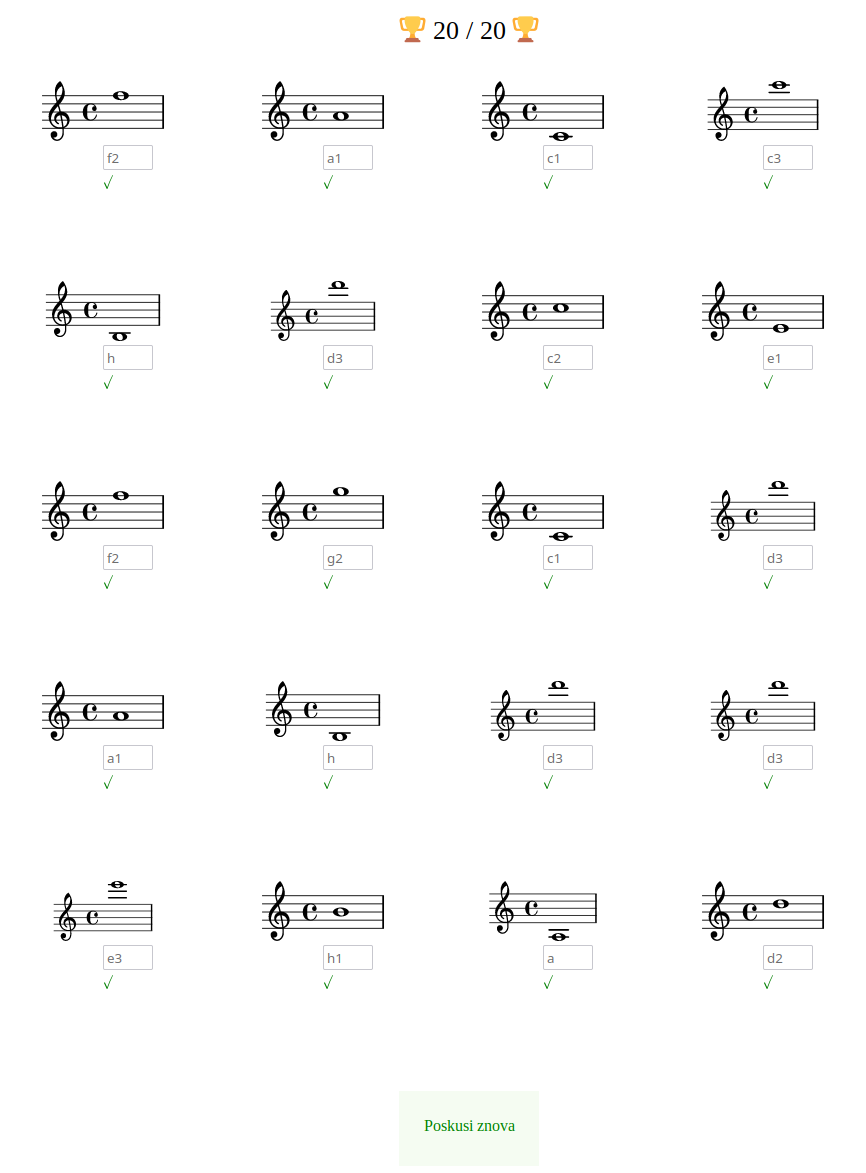 🏆 20 / 20 🏆
f2 a1 c1 c3
✓ ✓ ✓ ✓
h d3 c2 e1
✓ ✓ ✓ ✓
f2 g2 c1 d3
✓ ✓ ✓ ✓
a1 h d3 d3
✓ ✓ ✓ ✓
e3 h1 a d2
✓ ✓ ✓ ✓
Poskusi znova